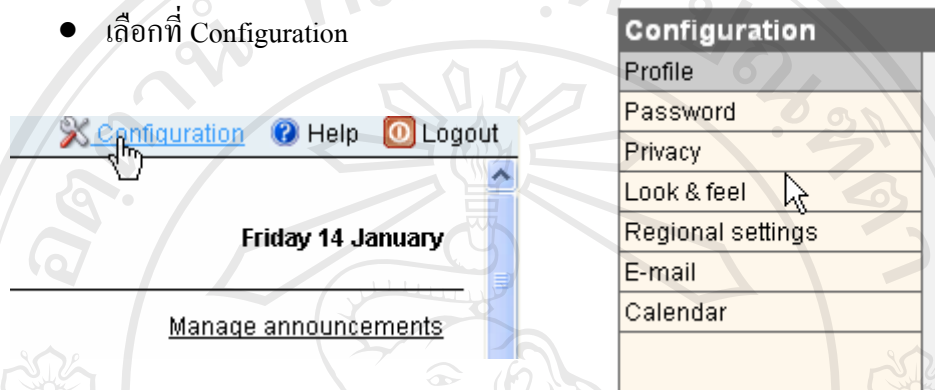 ● เลือกที่ Configuration
Configuration Help Logout
Friday 14 January
Manage announcements
Configuration
Profile
Password
Privacy
Look & feel
Regional settings
E-mail
Calendar